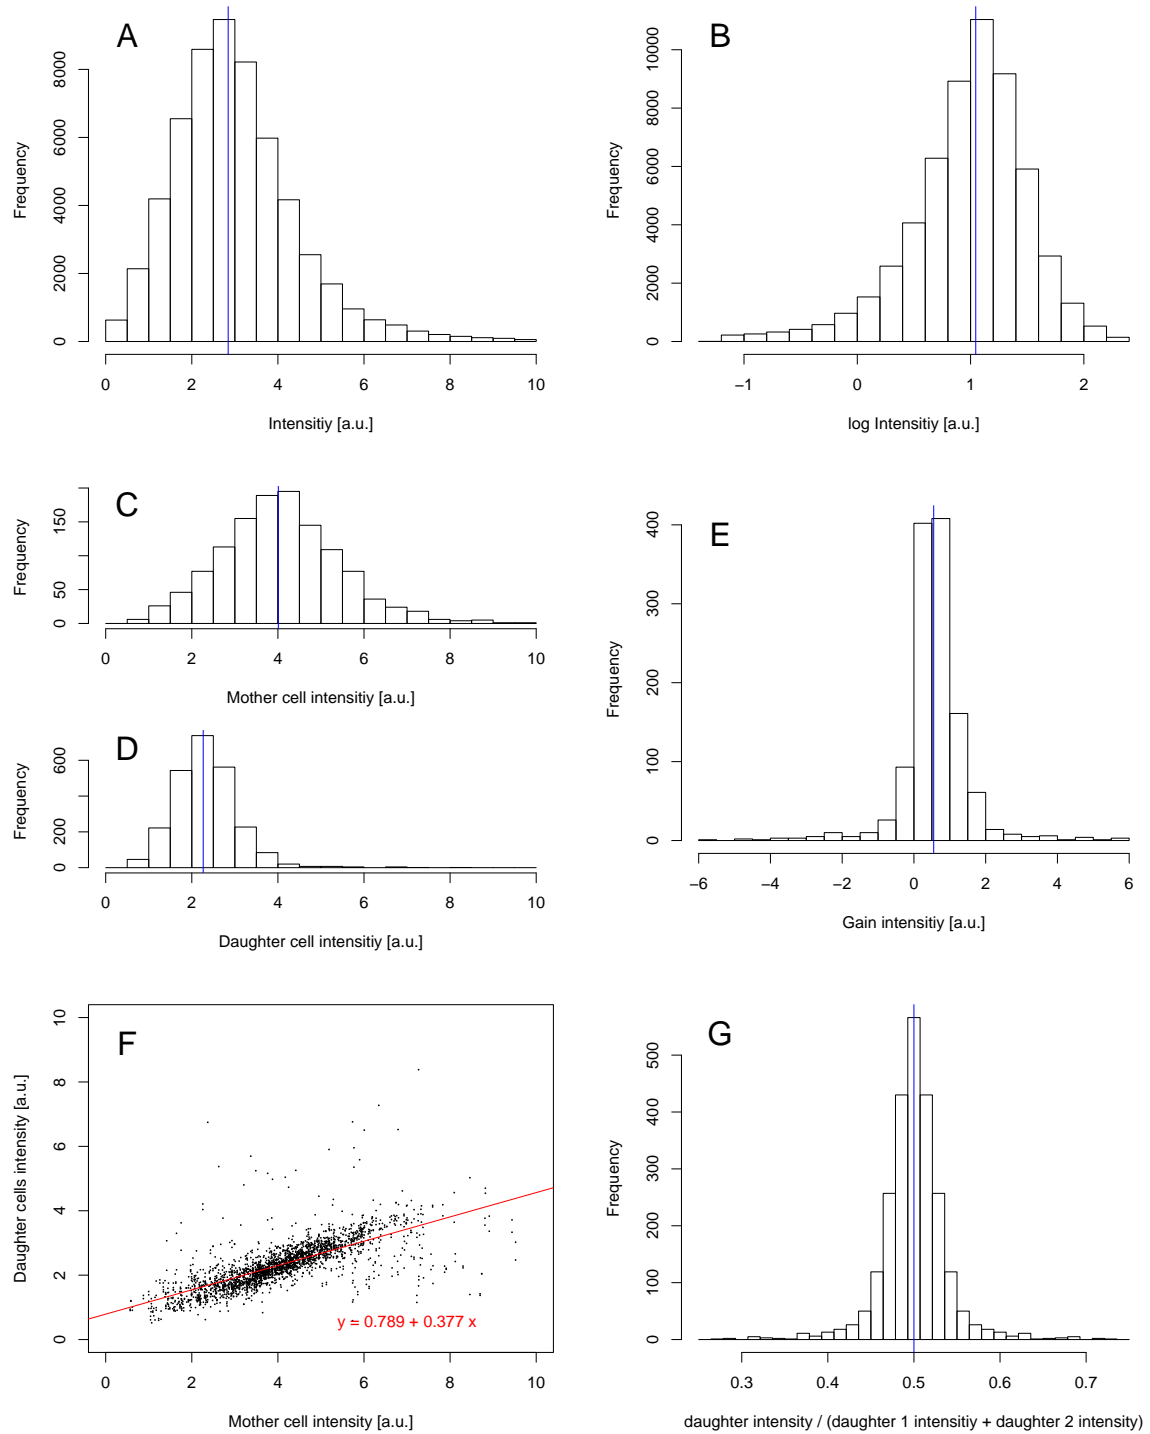 A
Frequency
0 2000 4000 6000 8000
0 2 4 6 8 10
Intensitiy [a.u.]
B
Frequency
0 2000 4000 6000 8000 10000
−1 0 1 2
log Intensitiy [a.u.]
C
Frequency
0 50 150
0 2 4 6 8 10
Mother cell intensitiy [a.u.]
D
Frequency
0 200 600
0 2 4 6 8 10
Daughter cell intensitiy [a.u.]
E
Frequency
0 100 200 300 400
−6 −4 −2 0 2 4 6
Gain intensitiy [a.u.]
F
Daughter cells intensity [a.u.]
0 2 4 6 8 10
y = 0.789 + 0.377 x
0 2 4 6 8 10
Mother cell intensity [a.u.]
G
Frequency
0 100 200 300 400 500
0.3 0.4 0.5 0.6 0.7
daughter intensity / (daughter 1 intensitiy + daughter 2 intensity)